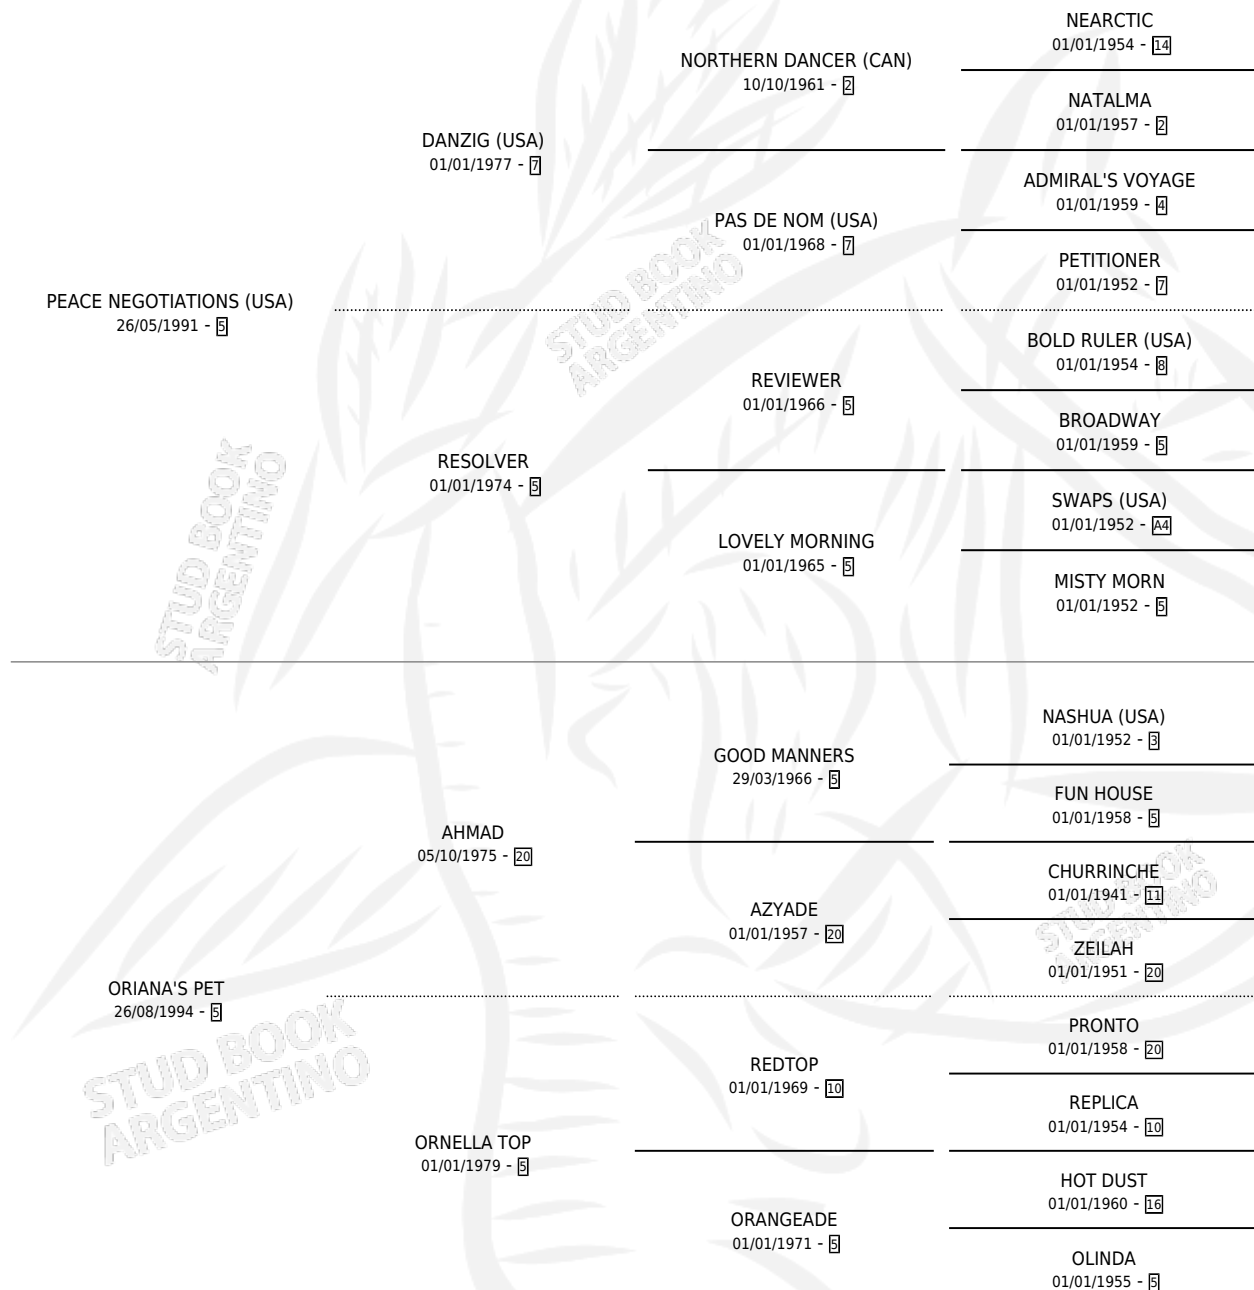 NEARCTIC
01/01/1954 - 14
NORTHERN DANCER (CAN)
10/10/1961 - 2
NATALMA
01/01/1957 - 2
DANZIG (USA)
01/01/1977 - 7
ADMIRAL'S VOYAGE
01/01/1959 - 4
PAS DE NOM (USA)
01/01/1968 - 7
PETITIONER
01/01/1952 - 7
PEACE NEGOTIATIONS (USA)
26/05/1991 - 5
BOLD RULER (USA)
01/01/1954 - 8
REVIEWER
01/01/1966 - 5
BROADWAY
01/01/1959 - 5
RESOLVER
01/01/1974 - 5
SWAPS (USA)
01/01/1952 - A4
LOVELY MORNING
01/01/1965 - 5
MISTY MORN
01/01/1952 - 5
NASHUA (USA)
01/01/1952 - 3
GOOD MANNERS
29/03/1966 - 5
FUN HOUSE
01/01/1958 - 5
AHMAD
05/10/1975 - 20
CHURRINCHE
01/01/1941 - 11
AZYADE
01/01/1957 - 20
ZEILAH
01/01/1951 - 20
ORIANA'S PET
26/08/1994 - 5
PRONTO
01/01/1958 - 20
REDTOP
01/01/1969 - 10
REPLICA
01/01/1954 - 10
ORNELLA TOP
01/01/1979 - 5
HOT DUST
01/01/1960 - 16
ORANGEADE
01/01/1971 - 5
OLINDA
01/01/1955 - 5
STUD BOOK
ARGENTINO
STUD BOOK
ARGENTINO
STUD BOOK
ARGENTINO
STUD BOOK
ARGENTINO